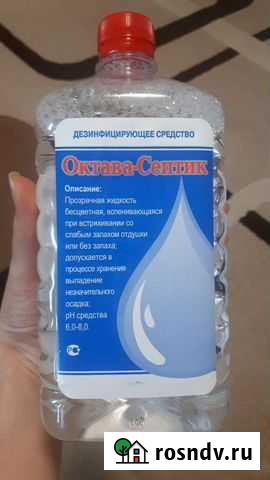 ДЕЗИНФИЦИРУЮЩЕЕ СРЕДСТВО
Октава-Септик
Описание:
Прозрачная жидкость
бесцветная, вспенивающаяся
при встряхивании со
слабым запахом отдушки
или без запаха;
допускается в
процессе хранения
выпадение
незначительного
осадка;
pH средства
6,0-8,0.
rosndv.ru